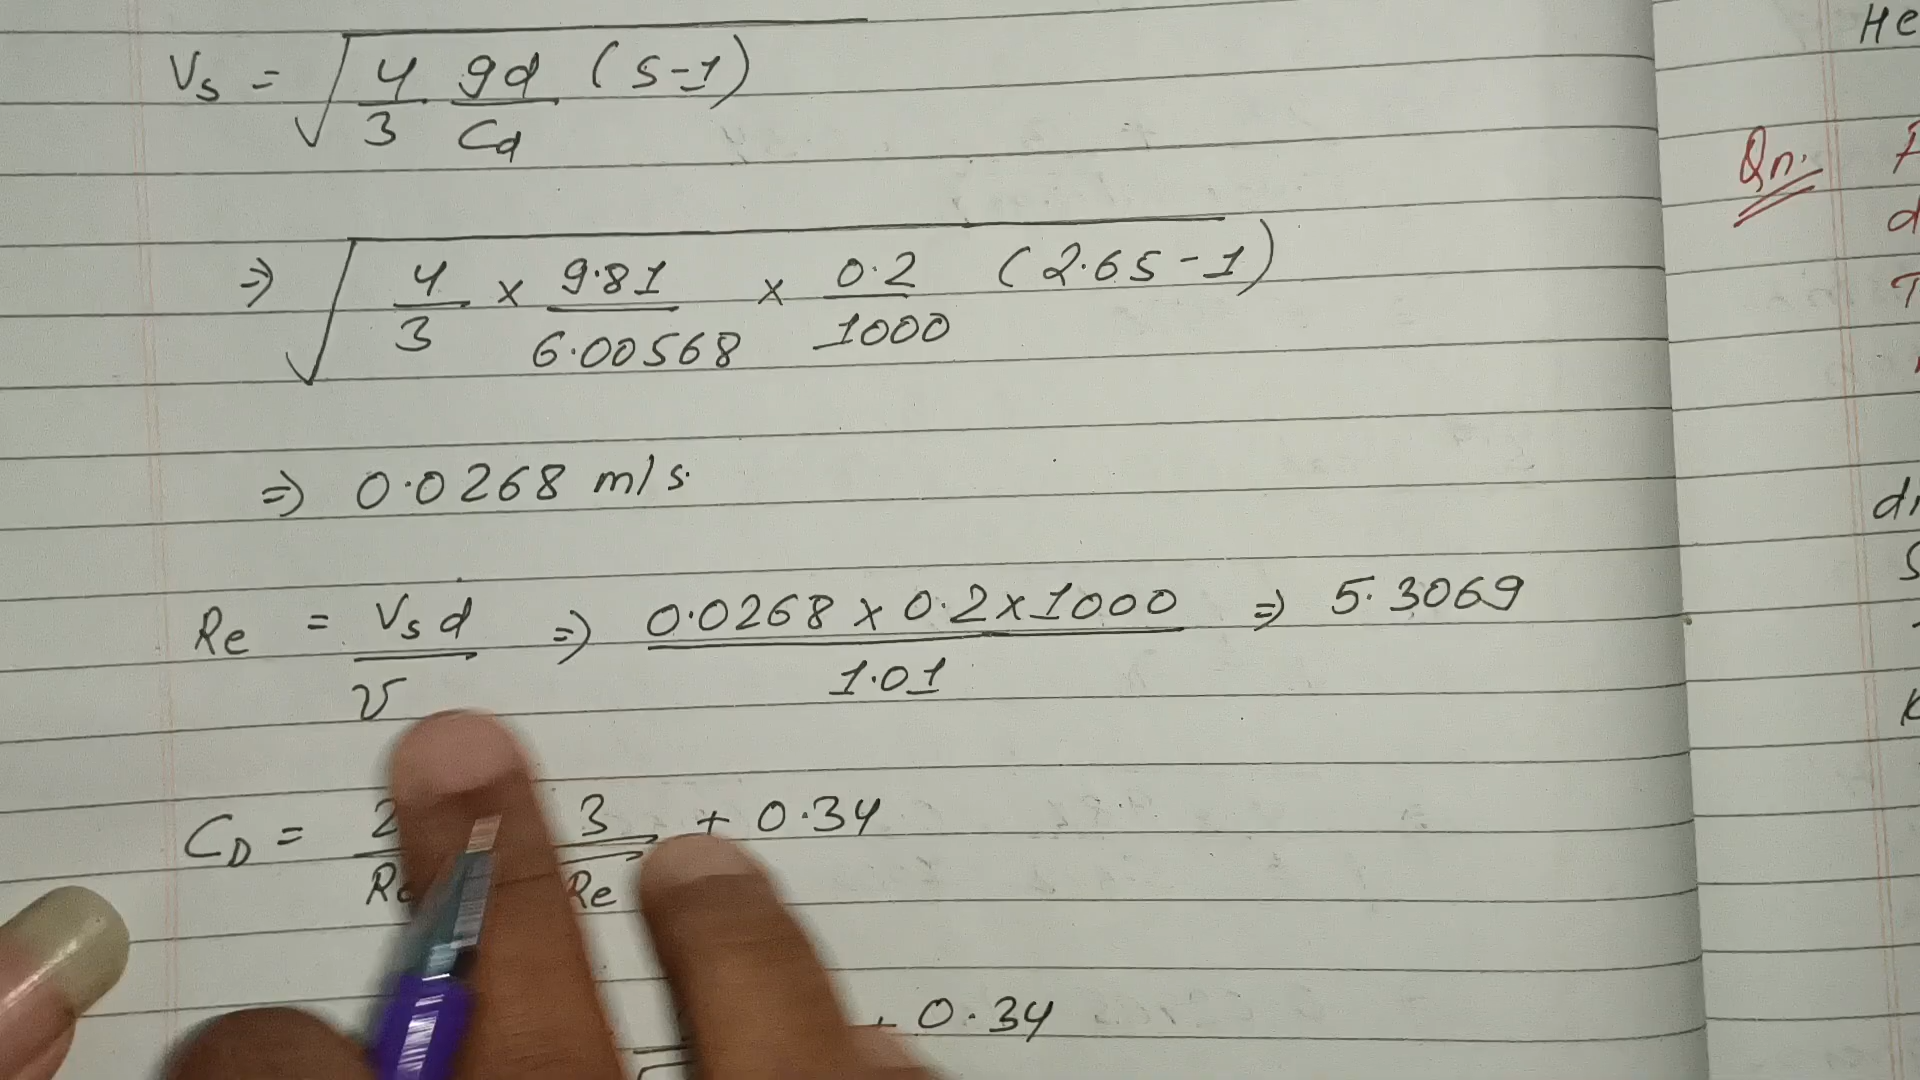 Vs = √ 4/3 gd/Cd (s-1)
⇒ √ 4/3 × 9.81/6.00568 × 0.2/1000 (2.65-1)
⇒ 0.0268 m/s.
Re = Vs d/ν ⇒ 0.0268 × 0.2 × 1000/1.01 ⇒ 5.3069
CD = 2 /Re 3/√Re + 0.34
+ 0.34
He
Qn.